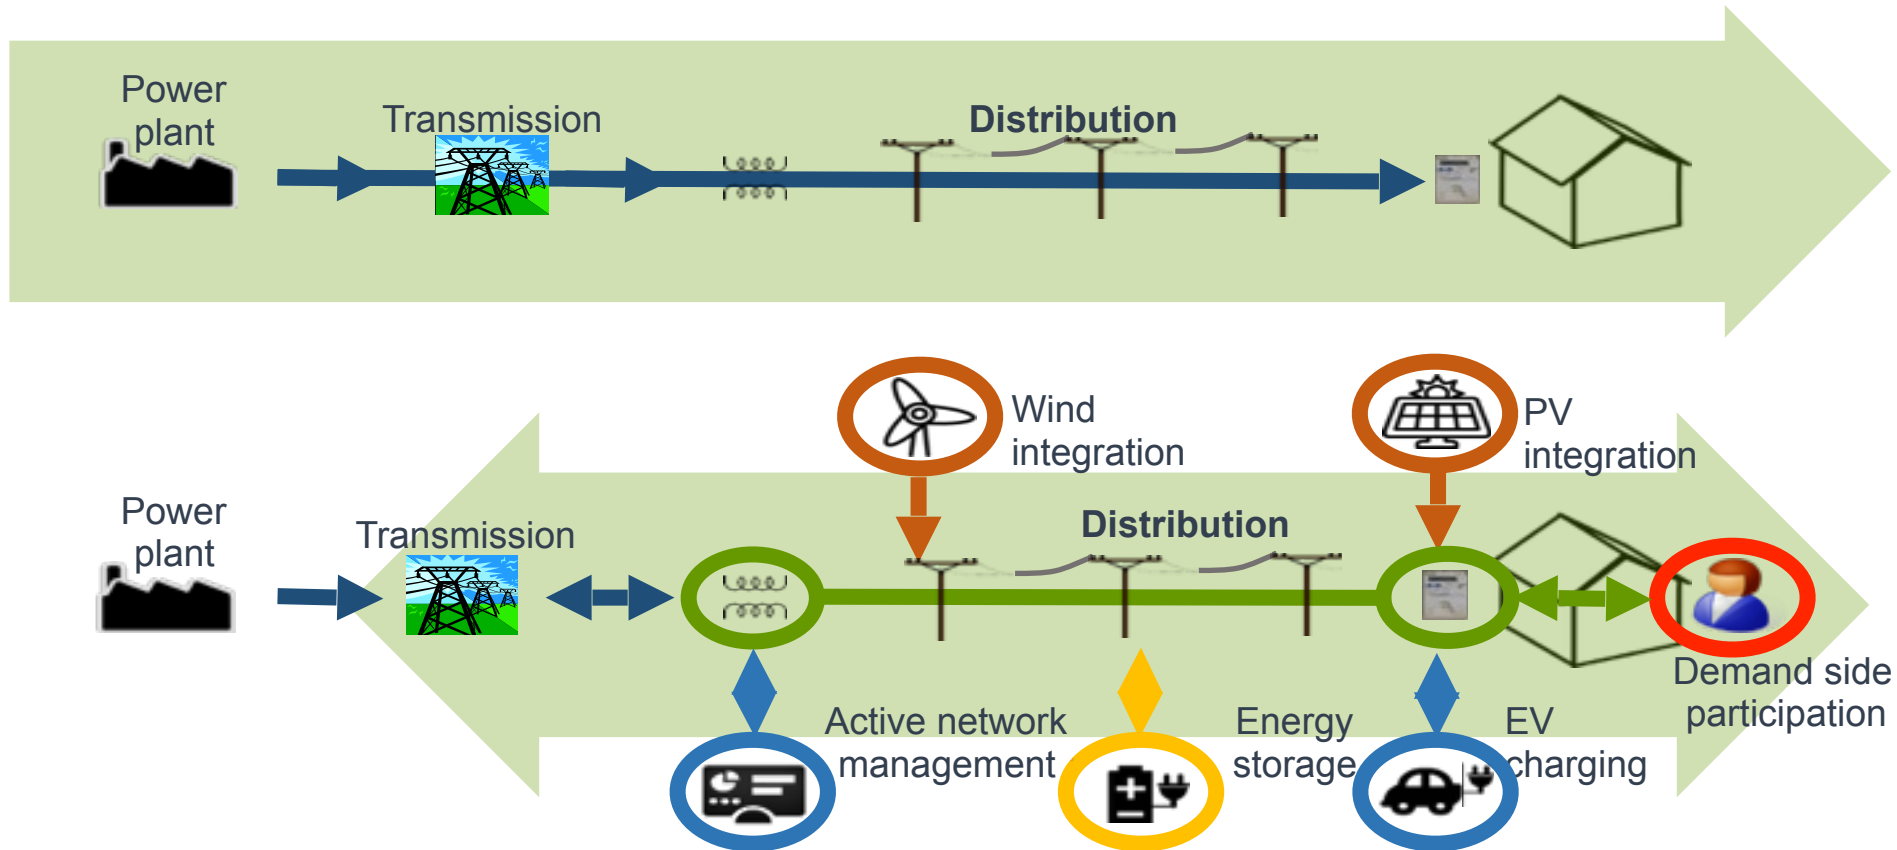 Power
plant
Transmission
Distribution
Wind
integration
PV
integration
Power
plant
Transmission
Distribution
Demand side
participation
Active network
management
Energy
storage
EV
charging